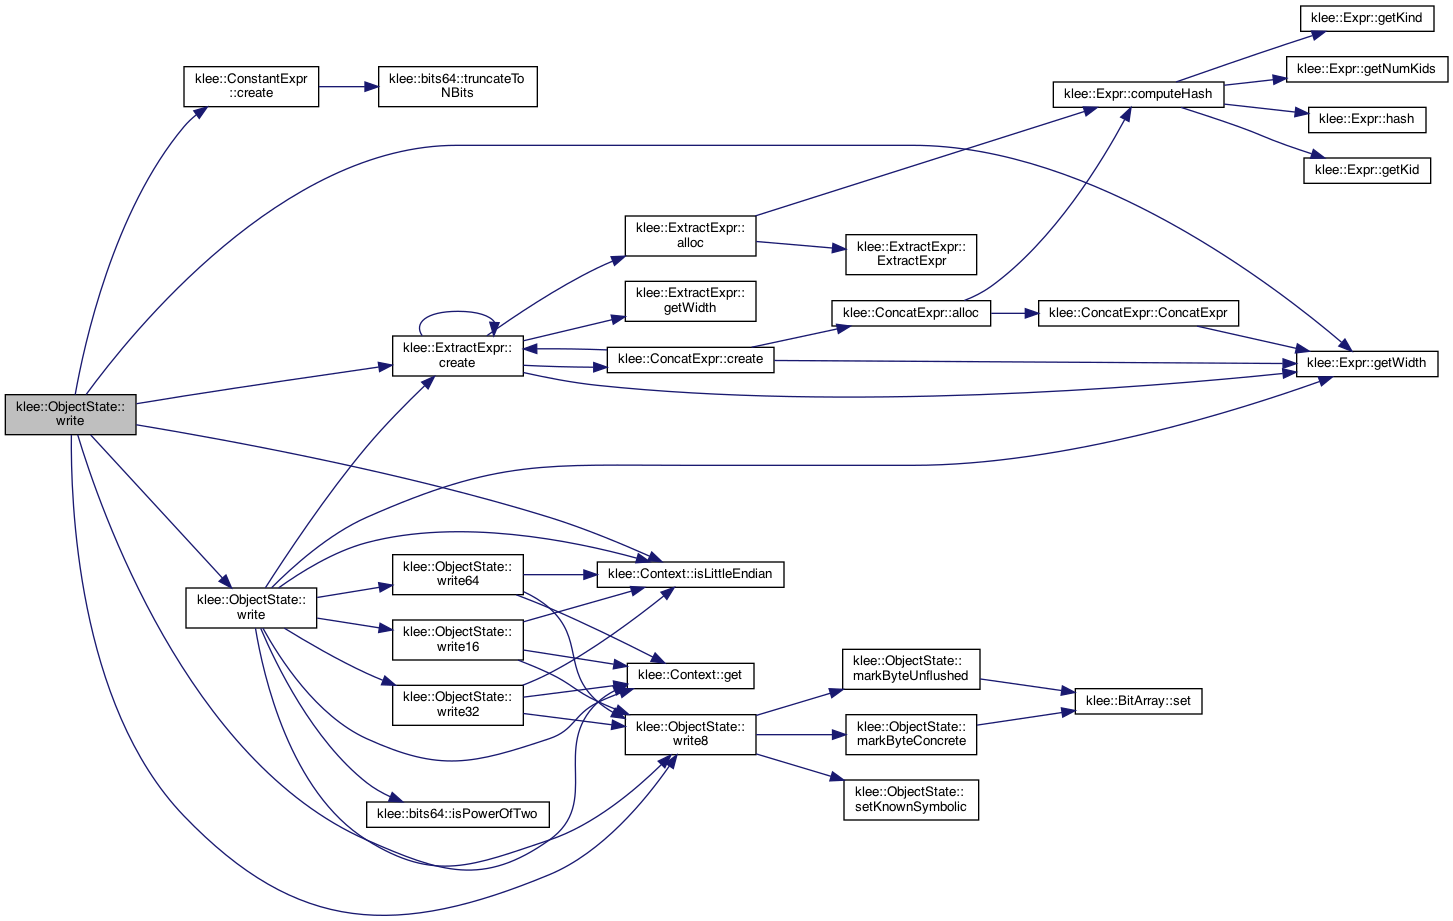 klee::Expr::getKind
klee::Expr::getNumKids
klee::Expr::hash
klee::Expr::getKid
klee::Expr::computeHash
klee::ConstantExpr
::create
klee::bits64::truncateTo
NBits
klee::ExtractExpr::
alloc
klee::ExtractExpr::
ExtractExpr
klee::ExtractExpr::
getWidth
klee::ConcatExpr::alloc
klee::ConcatExpr::ConcatExpr
klee::ExtractExpr::
create
klee::ConcatExpr::create
klee::Expr::getWidth
klee::ObjectState::
write
klee::ObjectState::
write
klee::ObjectState::
write64
klee::Context::isLittleEndian
klee::ObjectState::
write16
klee::Context::get
klee::ObjectState::
write32
klee::ObjectState::
write8
klee::ObjectState::
markByteUnflushed
klee::BitArray::set
klee::ObjectState::
markByteConcrete
klee::ObjectState::
setKnownSymbolic
klee::bits64::isPowerOfTwo